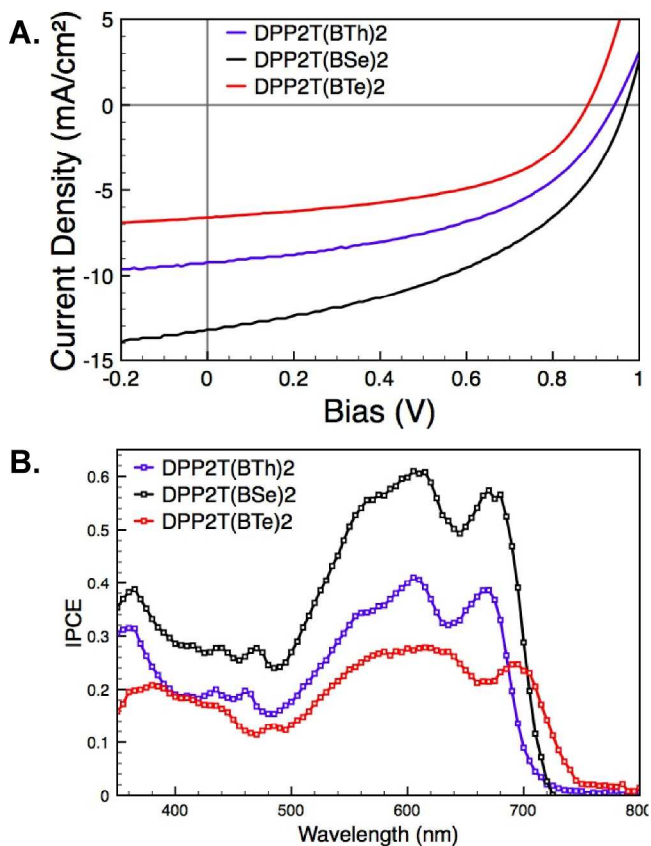 A.
DPP2T(BTh)2
DPP2T(BSe)2
DPP2T(BTe)2
Current Density (mA/cm²)
5
0
-5
-10
-15
-0.2 0 0.2 0.4 0.6 0.8 1
Bias (V)
B.
DPP2T(BTh)2
DPP2T(BSe)2
DPP2T(BTe)2
IPCE
0.6
0.5
0.4
0.3
0.2
0.1
0
400 500 600 700 800
Wavelength (nm)